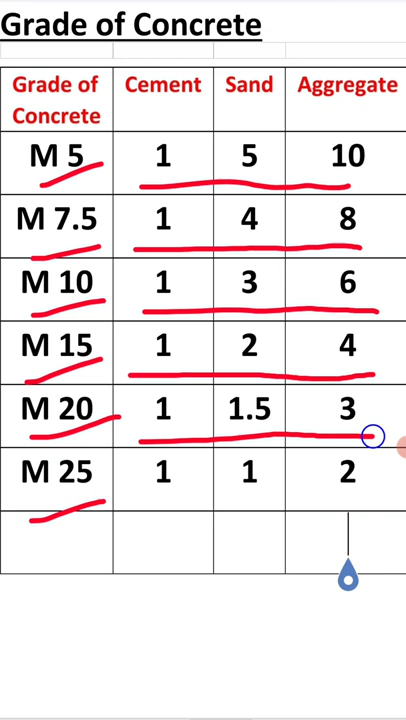 Grade of Concrete
Grade of Concrete Cement Sand Aggregate
M 5 1 5 10
M 7.5 1 4 8
M 10 1 3 6
M 15 1 2 4
M 20 1 1.5 3
M 25 1 1 2